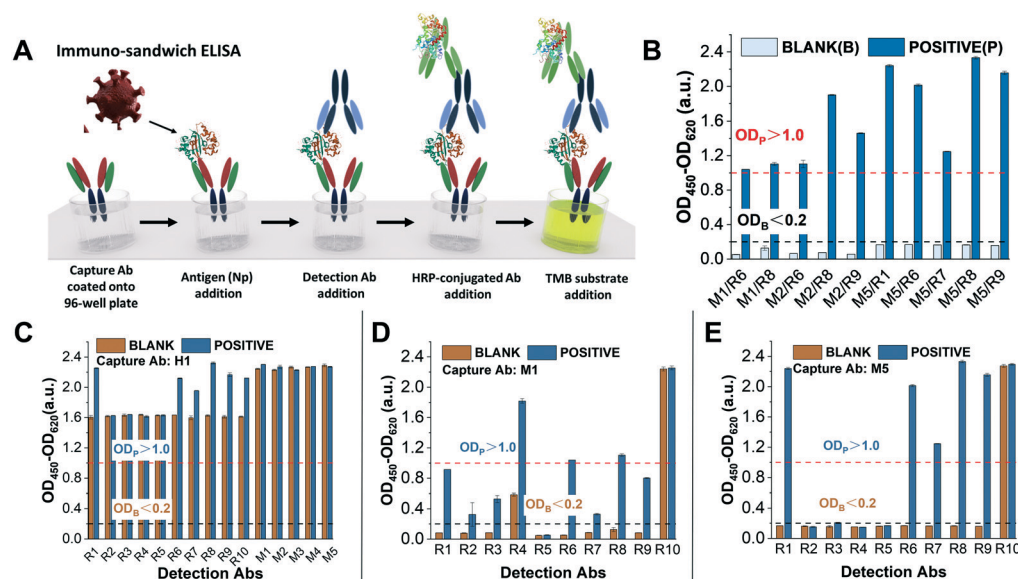 A
Immuno-sandwich ELISA
Capture Ab
coated onto
96-well plate
Antigen (Np)
addition
Detection Ab
addition
HRP-conjugated Ab
addition
TMB substrate
addition
B
BLANK(B) POSITIVE(P)
OD450-OD620 (a.u.)
2.4
2.0
1.6
1.2
0.8
0.4
0.0
ODP>1.0
ODB<0.2
M1/R6 M1/R8 M2/R6 M2/R8 M2/R9 M5/R1 M5/R6 M5/R7 M5/R8 M5/R9
C
BLANK POSITIVE
Capture Ab: H1
OD450-OD620(a.u.)
2.4
2.0
1.6
1.2
0.8
0.4
0.0
ODP>1.0
ODB<0.2
R1 R2 R3 R4 R5 R6 R7 R8 R9 R10 M1 M2 M3 M4 M5
Detection Abs
D
BLANK POSITIVE
Capture Ab: M1
OD450-OD620 (a.u.)
2.4
2.0
1.6
1.2
0.8
0.4
0.0
ODP>1.0
ODB<0.2
R1 R2 R3 R4 R5 R6 R7 R8 R9 R10
Detection Abs
E
BLANK POSITIVE
Capture Ab: M5
OD450-OD620 (a.u.)
2.4
2.0
1.6
1.2
0.8
0.4
0.0
ODP>1.0
ODB<0.2
R1 R2 R3 R4 R5 R6 R7 R8 R9 R10
Detection Abs